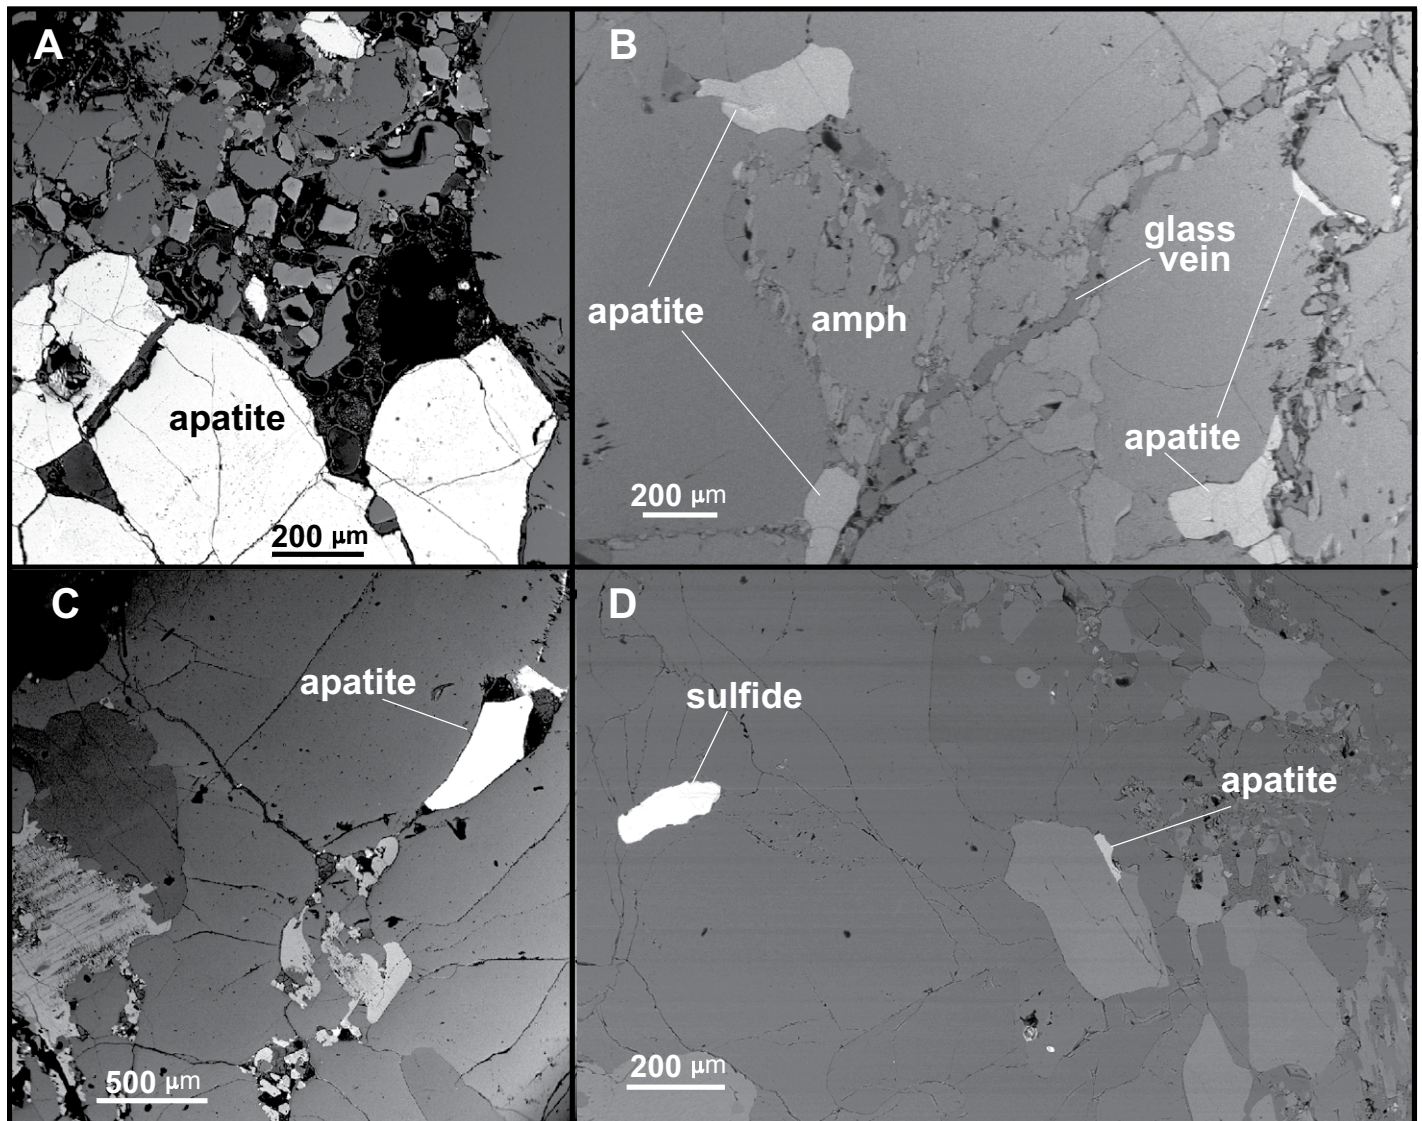 A
apatite
200 μm
B
apatite
amph
glass
vein
apatite
200 μm
C
apatite
500 μm
D
sulfide
apatite
200 μm